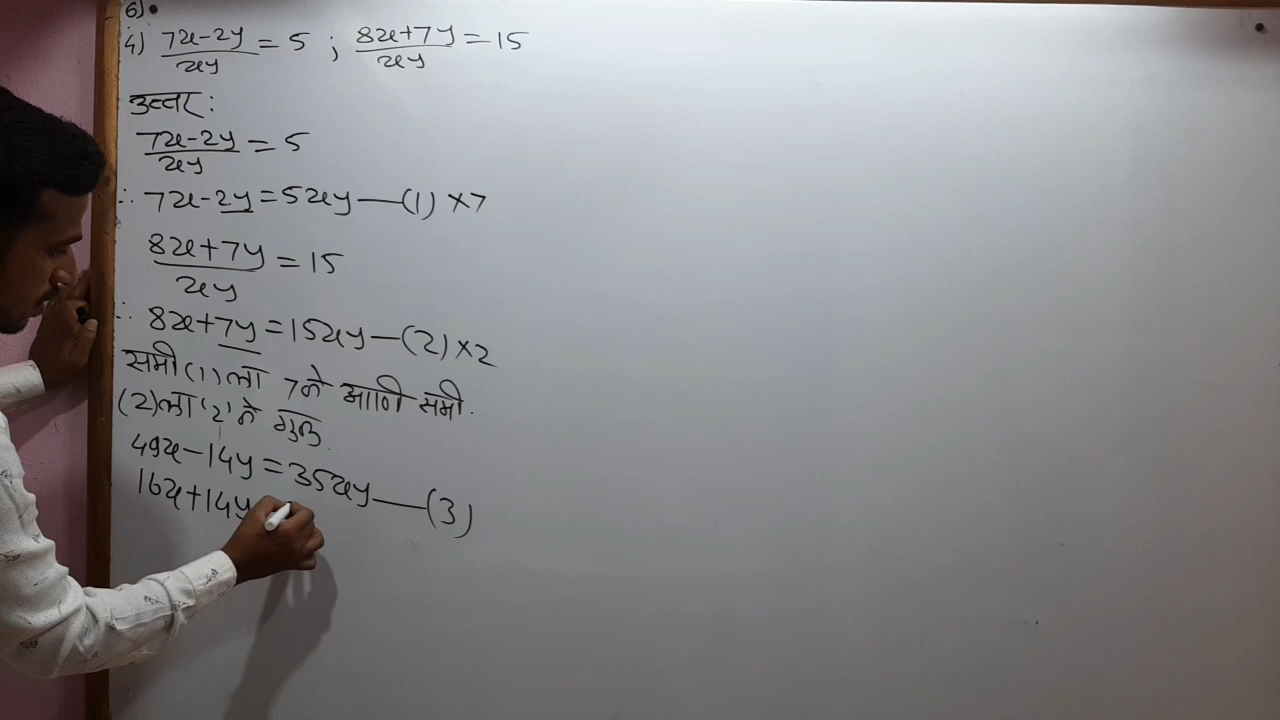 6)
4) 7x-2y/xy = 5 ; 8x+7y/xy = 15
उत्तर :
7x-2y/xy = 5
∴ 7x-2y = 5xy —(1) ×7
8x+7y/xy = 15
∴ 8x+7y = 15xy —(2) ×2
समी (1) ला 7 ने आणि समी.
(2) ला '2' ने गुणू.
49x-14y = 35xy —(3)
16x+14y